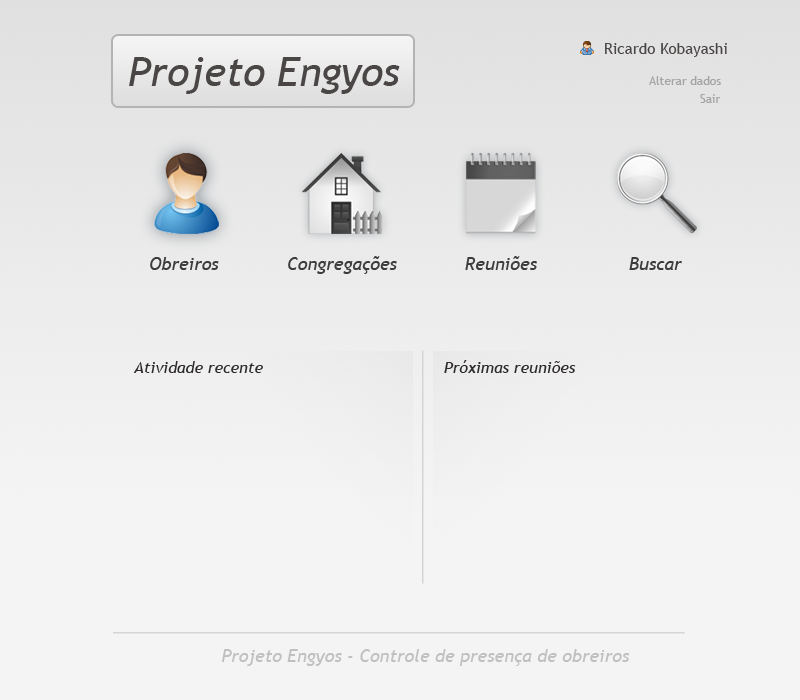 Projeto Engyos
Ricardo Kobayashi
Alterar dados
Sair
Obreiros
Congregações
Reuniões
Buscar
Atividade recente
Próximas reuniões
Projeto Engyos - Controle de presença de obreiros